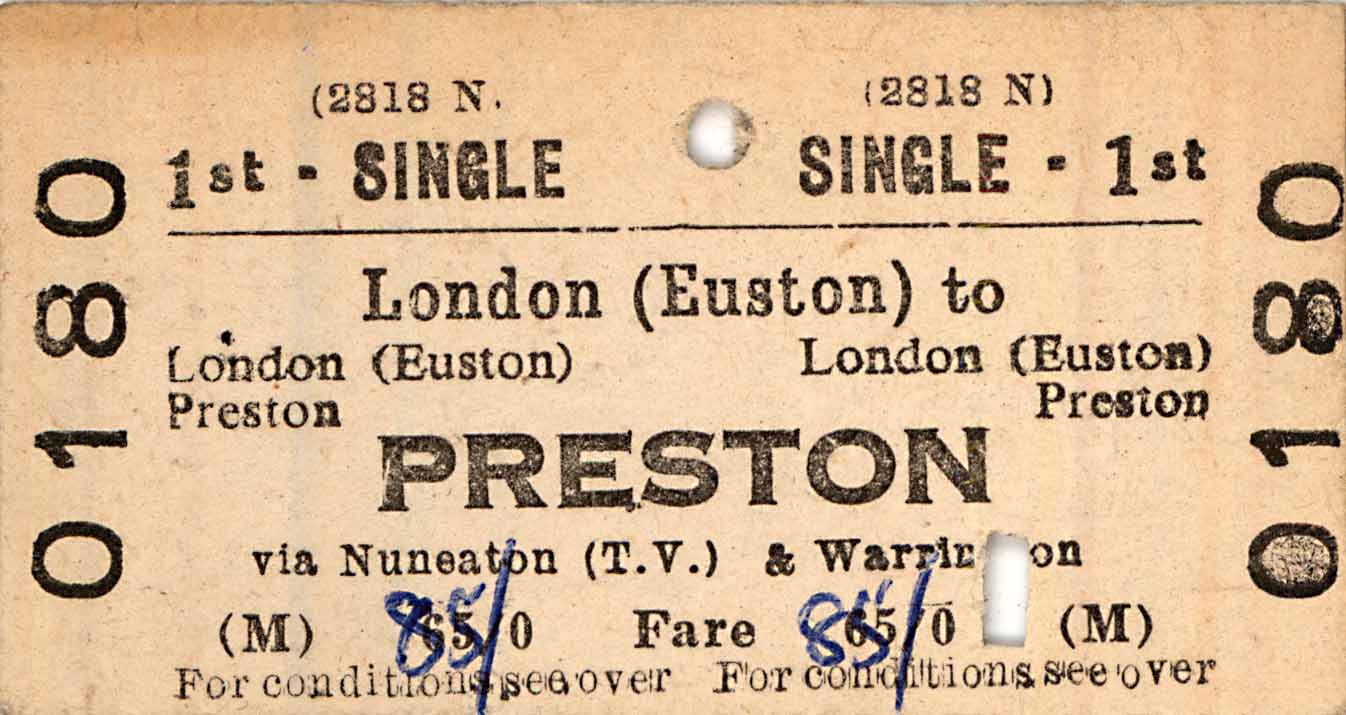 (2818 N. (2818 N)
1st - SINGLE SINGLE - 1st
London (Euston) to
London (Euston) London (Euston)
Preston Preston
PRESTON
via Nuneaton (T.V.) & Warrington
(M) 65/0 Fare 65/0 (M)
85/ 85/
For conditions see over For conditions see over
0180
0180